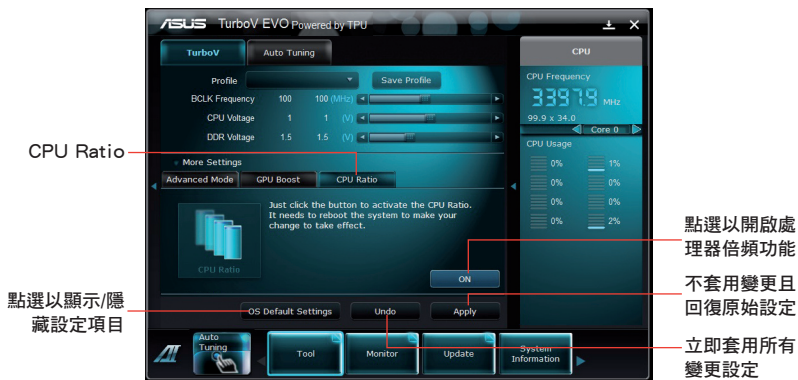 ASUS TurboV EVO Powered by TPU
TurboV
Auto Tuning
CPU
Profile
Save Profile
CPU Frequency
BCLK Frequency 100 100 (MHz)
3397.9 MHz
CPU Voltage 1 1 (V)
99.9 x 34.0
Core 0
DDR Voltage 1.5 1.5 (V)
CPU Usage
CPU Ratio
More Settings
0% 1%
Advanced Mode
GPU Boost
CPU Ratio
0% 0%
Just click the button to activate the CPU Ratio.
It needs to reboot the system to make your
change to take effect.
0% 0%
0% 2%
CPU Ratio
ON
點選以開啟處
理器倍頻功能
點選以顯示/隱
藏設定項目
OS Default Settings
Undo
Apply
不套用變更且
回復原始設定
AI
Auto
Tuning
Tool
Monitor
Update
System
Information
立即套用所有
變更設定